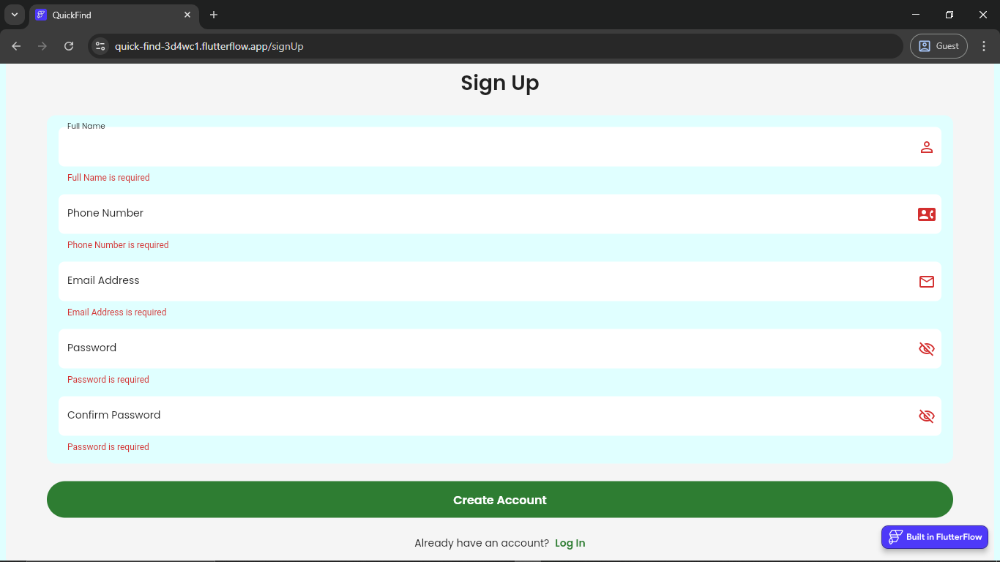 QuickFind
quick-find-3d4wc1.flutterflow.app/signUp
Guest
Sign Up
Full Name
Full Name is required
Phone Number
Phone Number is required
Email Address
Email Address is required
Password
Password is required
Confirm Password
Password is required
Create Account
Already have an account? Log In
Built in FlutterFlow